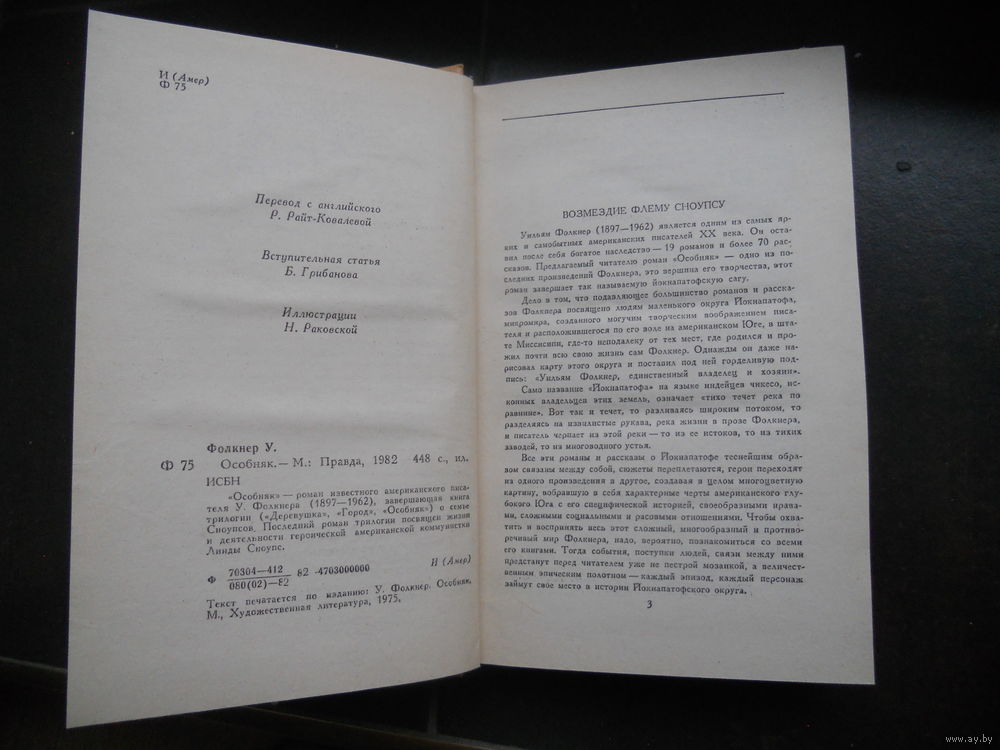 И (Амер)
Ф 75
Перевод с английского
Р. Райт-Ковалевой
Вступительная статья
Б. Грибанова
Иллюстрации
Н. Раковской
Фолкнер У.
Ф 75 Особняк.— М.: Правда, 1982 448 с., ил.
ИСБН
«Особняк» — роман известного американского писа-
теля У. Фолкнера (1897—1962), завершающая книга
трилогии («Деревушка», «Город», «Особняк») о семье
Сноупсов. Последний роман трилогии посвящен жизни
и деятельности героической американской коммунистки
Линды Сноупс.
Ф 70304—412 82 -4703000000 И (Амер)
080(02)—82
Текст печатается по изданию: У. Фолкнер. Особняк.
М., Художественная литература, 1975.
ВОЗМЕЗДИЕ ФЛЕМУ СНОУПСУ
Уильям Фолкнер (1897—1962) является одним из самых яр-
ких и самобытных американских писателей XX века. Он оста-
вил после себя богатое наследство — 19 романов и более 70 рас-
сказов. Предлагаемый читателю роман «Особняк» — одно из по-
следних произведений Фолкнера, это вершина его творчества, этот
роман завершает так называемую йокнапатофскую сагу.
Дело в том, что подавляющее большинство романов и расска-
зов Фолкнера посвящено людям маленького округа Йокнапатофа,
микромира, созданного могучим творческим воображением писа-
теля и расположившегося по его воле на американском Юге, в шта-
те Миссисипи, где-то неподалеку от тех мест, где родился и про-
жил почти всю свою жизнь сам Фолкнер. Однажды он даже на-
рисовал карту этого округа и поставил под ней горделивую под-
пись: «Уильям Фолкнер, единственный владелец и хозяин».
Само название «Йокнапатофа» на языке индейцев чикесо, ис-
конных владельцев этих земель, означает «тихо течет река по
равнине». Вот так и течет, то разливаясь широким потоком, то
разделяясь на извилистые рукава, река жизни в прозе Фолкнера,
и писатель черпает из этой реки — то из ее истоков, то из тихих
заводей, то из многоводного устья.
Все эти романы и рассказы о Йокнапатофе теснейшим обра-
зом связаны между собой, сюжеты переплетаются, герои переходят
из одного произведения в другое, создавая в целом многоцветную
картину, вобравшую в себя характерные черты американского глу-
бокого Юга с его специфической историей, своеобразными нрава-
ми, сложными социальными и расовыми отношениями. Чтобы охва-
тить и воспринять весь этот сложный, многообразный и противо-
речивый мир Фолкнера, надо, вероятно, познакомиться со всеми
его книгами. Тогда события, поступки людей, связи между ними
предстанут перед читателем уже не пестрой мозаикой, а величест-
венным эпическим полотном — каждый эпизод, каждый персонаж
займут свое место в истории Йокнапатофского округа.
3
www.ay.by